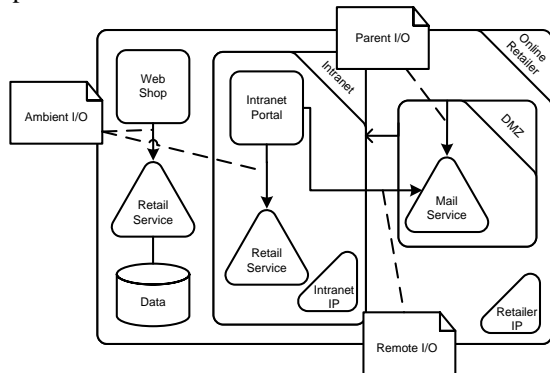 Parent I/O
Online
Retailer
Intranet
Web
Shop
Ambient I/O
Intranet
Portal
DMZ
Retail
Service
Mail
Service
Retail
Service
Data
Intranet
IP
Retailer
IP
Remote I/O